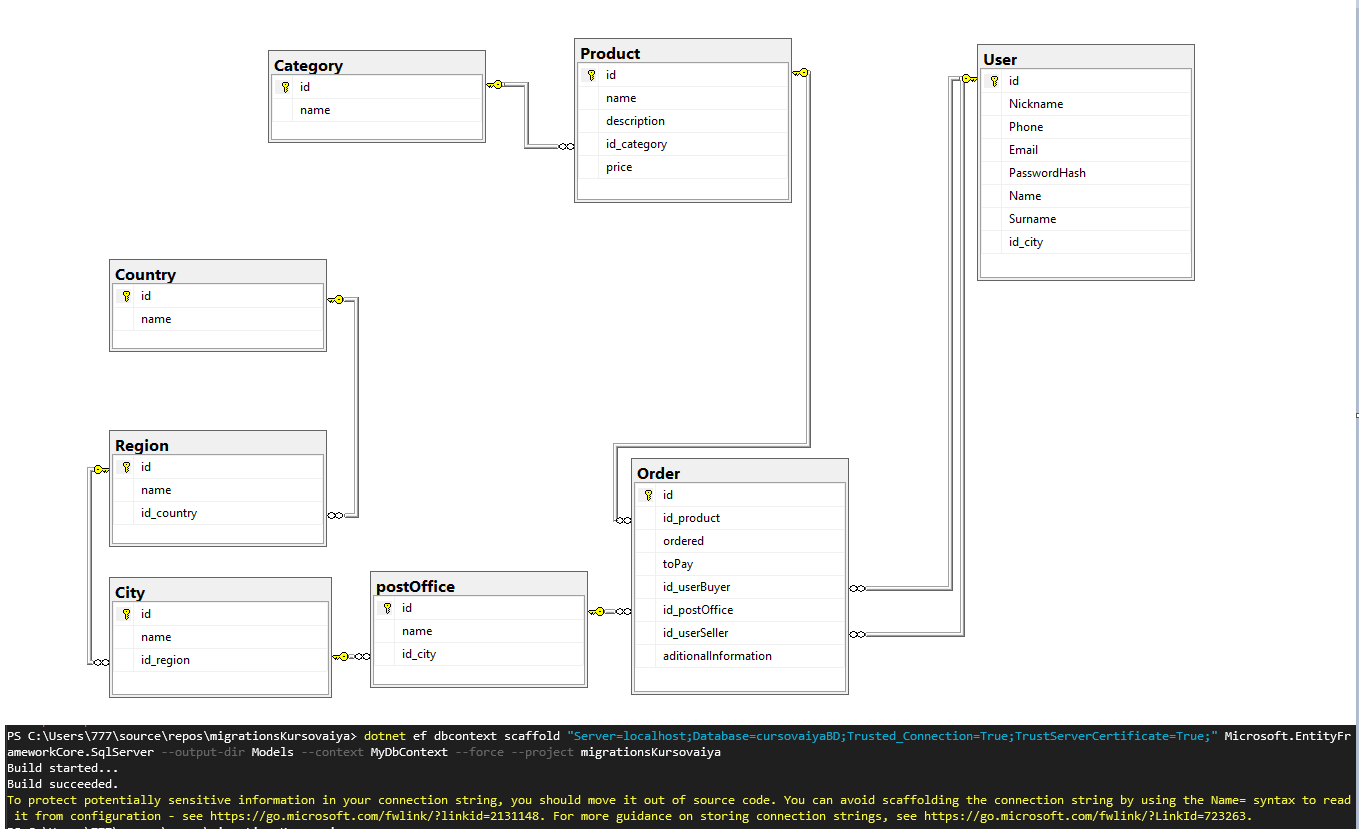 Category
id
name
Product
id
name
description
id_category
price
User
id
Nickname
Phone
Email
PasswordHash
Name
Surname
id_city
Country
id
name
Region
id
name
id_country
City
id
name
id_region
postOffice
id
name
id_city
Order
id
id_product
ordered
toPay
id_userBuyer
id_postOffice
id_userSeller
aditionalInformation
PS C:\Users\777\source\repos\migrationsKursovaiya> dotnet ef dbcontext scaffold "Server=localhost;Database=cursovaiyaBD;Trusted_Connection=True;TrustServerCertificate=True;" Microsoft.EntityFr
ameworkCore.SqlServer --output-dir Models --context MyDbContext --force --project migrationsKursovaiya
Build started...
Build succeeded.
To protect potentially sensitive information in your connection string, you should move it out of source code. You can avoid scaffolding the connection string by using the Name= syntax to read
it from configuration - see https://go.microsoft.com/fwlink/?linkid=2131148. For more guidance on storing connection strings, see https://go.microsoft.com/fwlink/?LinkId=723263.